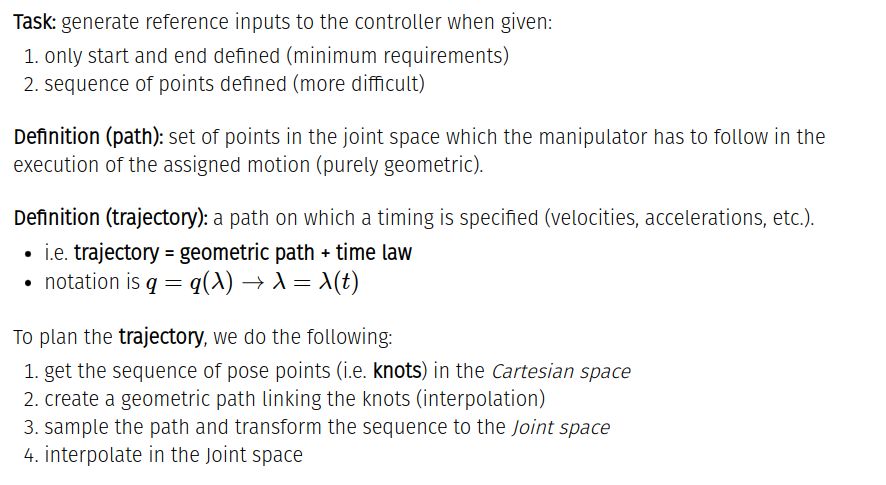 Task: generate reference inputs to the controller when given:
1. only start and end defined (minimum requirements)
2. sequence of points defined (more difficult)
Definition (path): set of points in the joint space which the manipulator has to follow in the
execution of the assigned motion (purely geometric).
Definition (trajectory): a path on which a timing is specified (velocities, accelerations, etc.).
• i.e. trajectory = geometric path + time law
• notation is q = q(λ) → λ = λ(t)
To plan the trajectory, we do the following:
1. get the sequence of pose points (i.e. knots) in the Cartesian space
2. create a geometric path linking the knots (interpolation)
3. sample the path and transform the sequence to the Joint space
4. interpolate in the Joint space